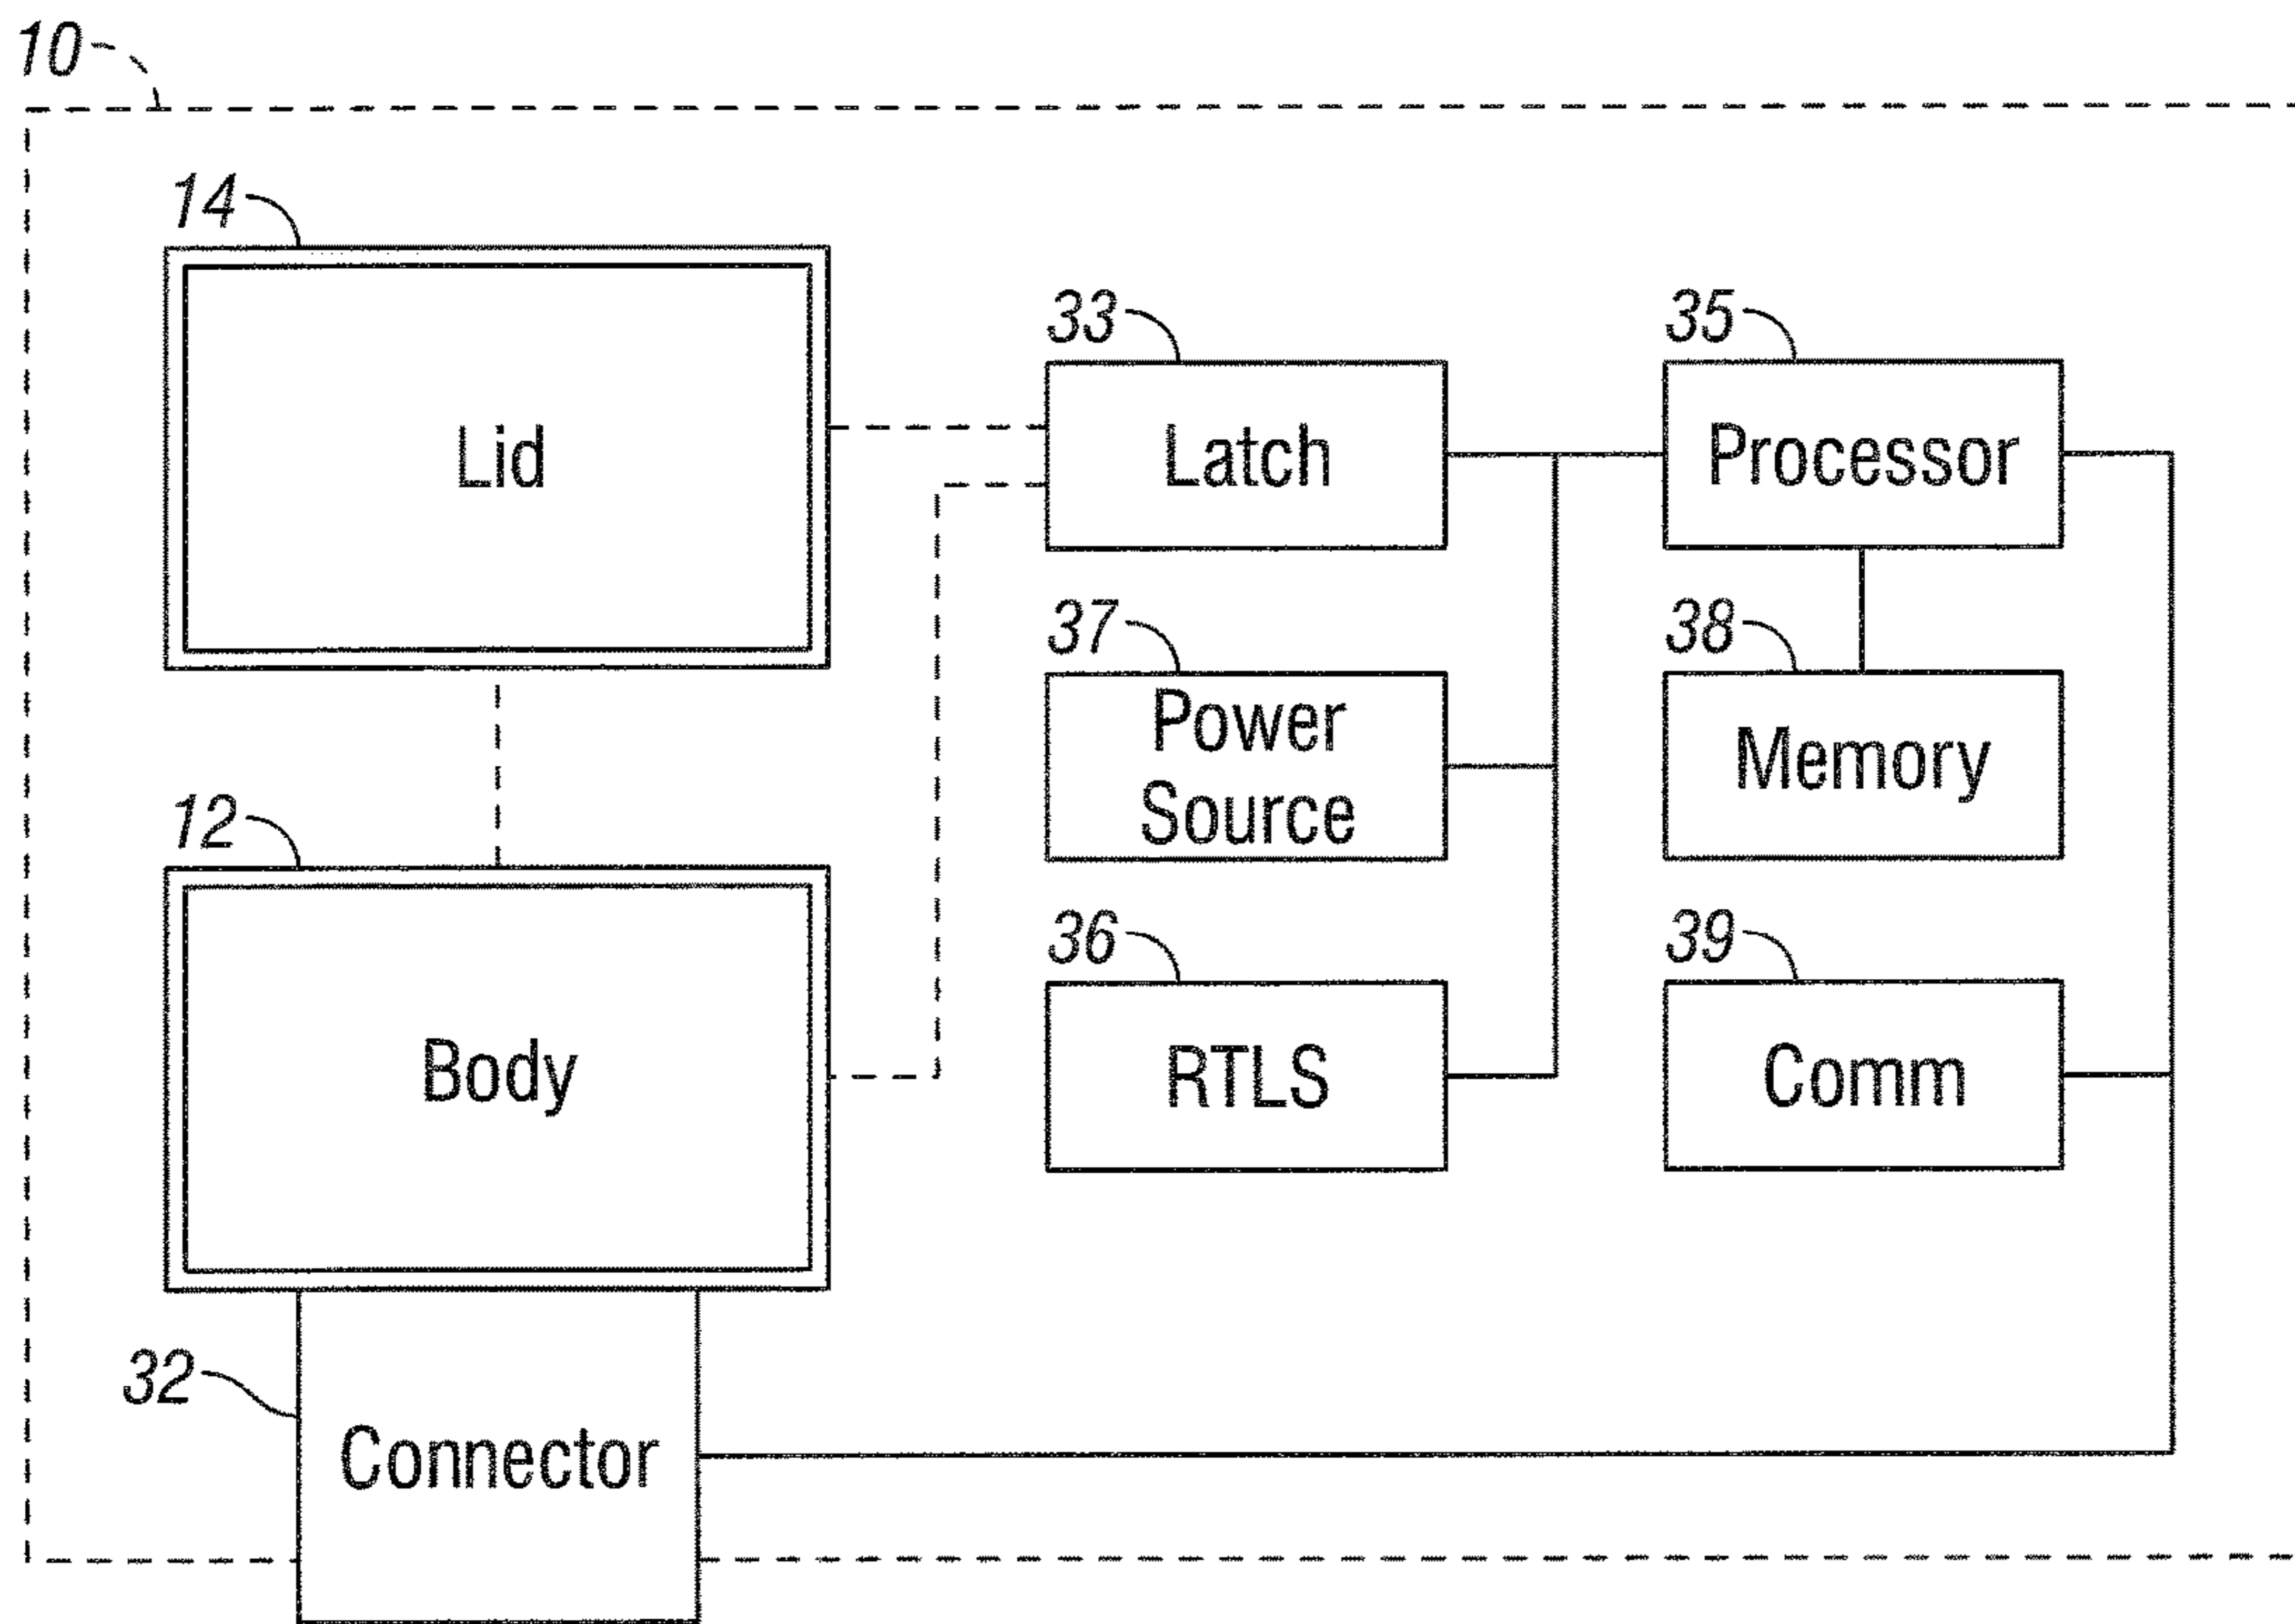 10
14
Lid
33
Latch
35
Processor
37
Power
Source
38
Memory
12
Body
36
RTLS
39
Comm
32
Connector